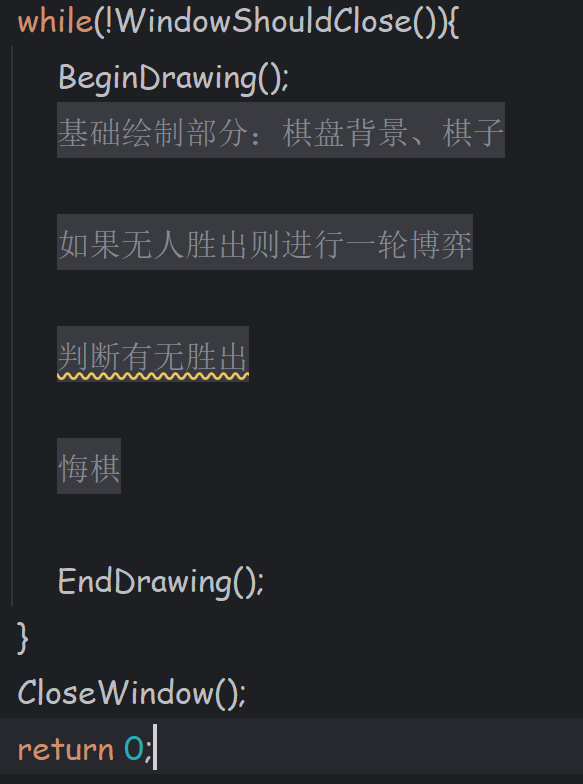 while(!WindowShouldClose()){
BeginDrawing();
基础绘制部分：棋盘背景、棋子
如果无人胜出则进行一轮博弈
判断有无胜出
悔棋
EndDrawing();
}
CloseWindow();
return 0;